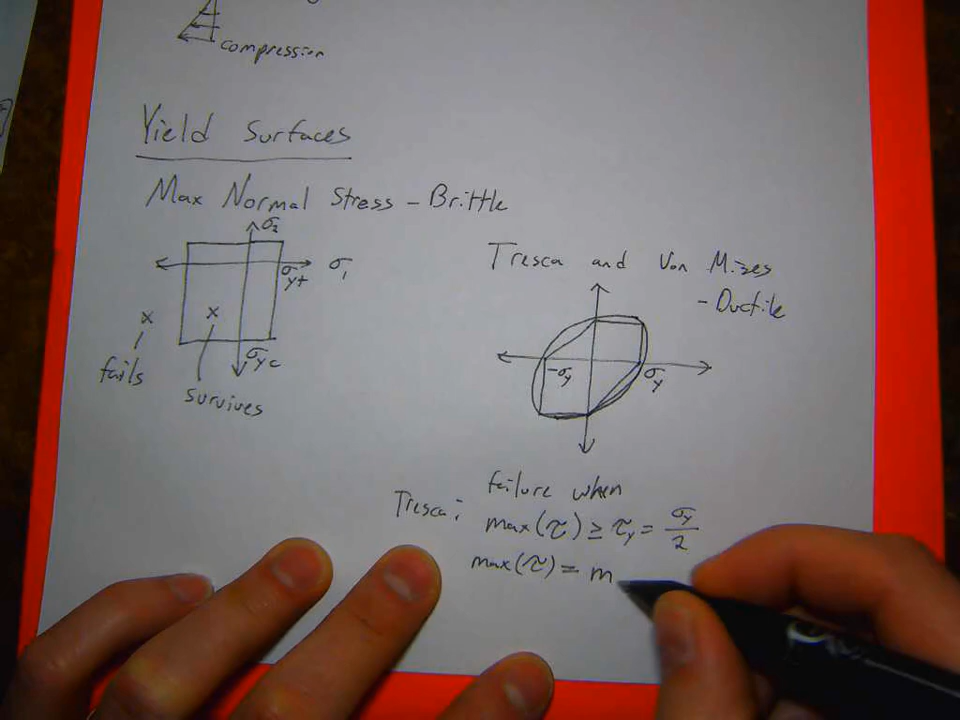 compression
Yield Surfaces
Max Normal Stress - Brittle
σ₂
σyt
σ₁
x
x
σyc
fails
survives
Tresca and Von Mises
- Ductile
-σy
σy
Tresca:
failure when
max(τ) ≥ τy = σy/2
max(τ) = m